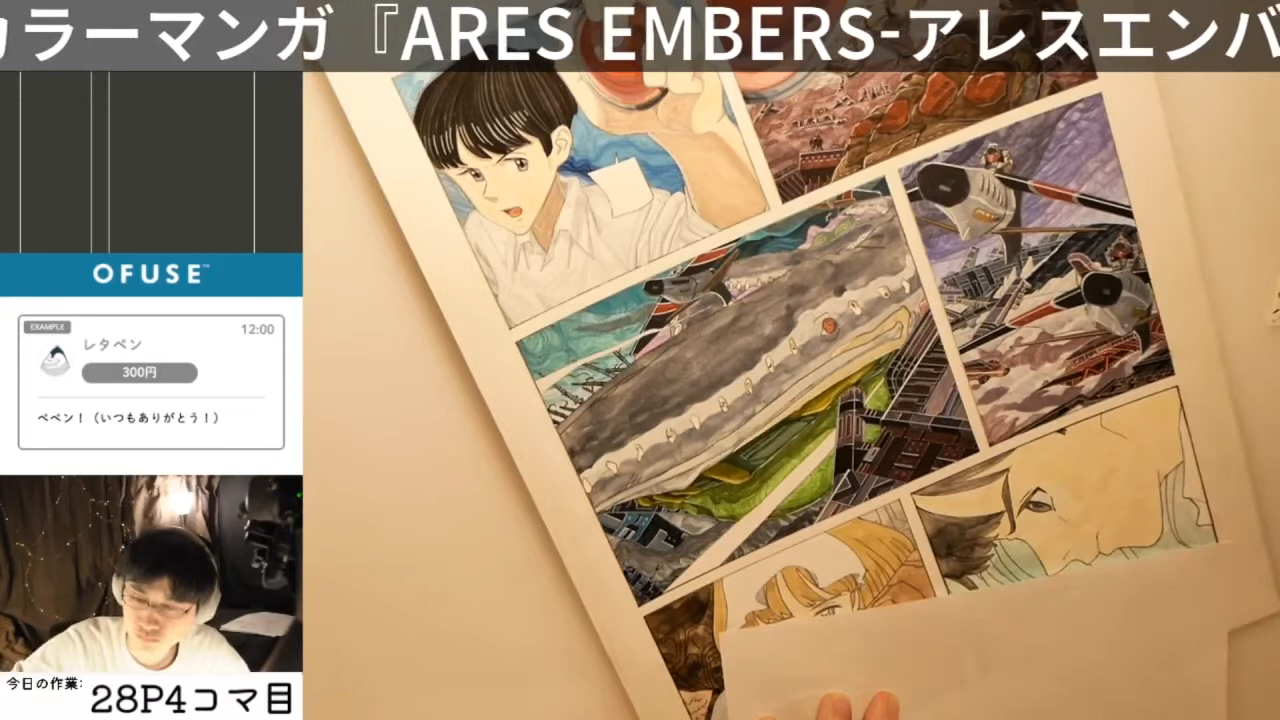 カラーマンガ『ARES EMBERS-アレスエンバ
OFUSE
EXAMPLE
12:00
レタペン
300円
ペペン！（いつもありがとう！）
今日の作業:
28P4コマ目